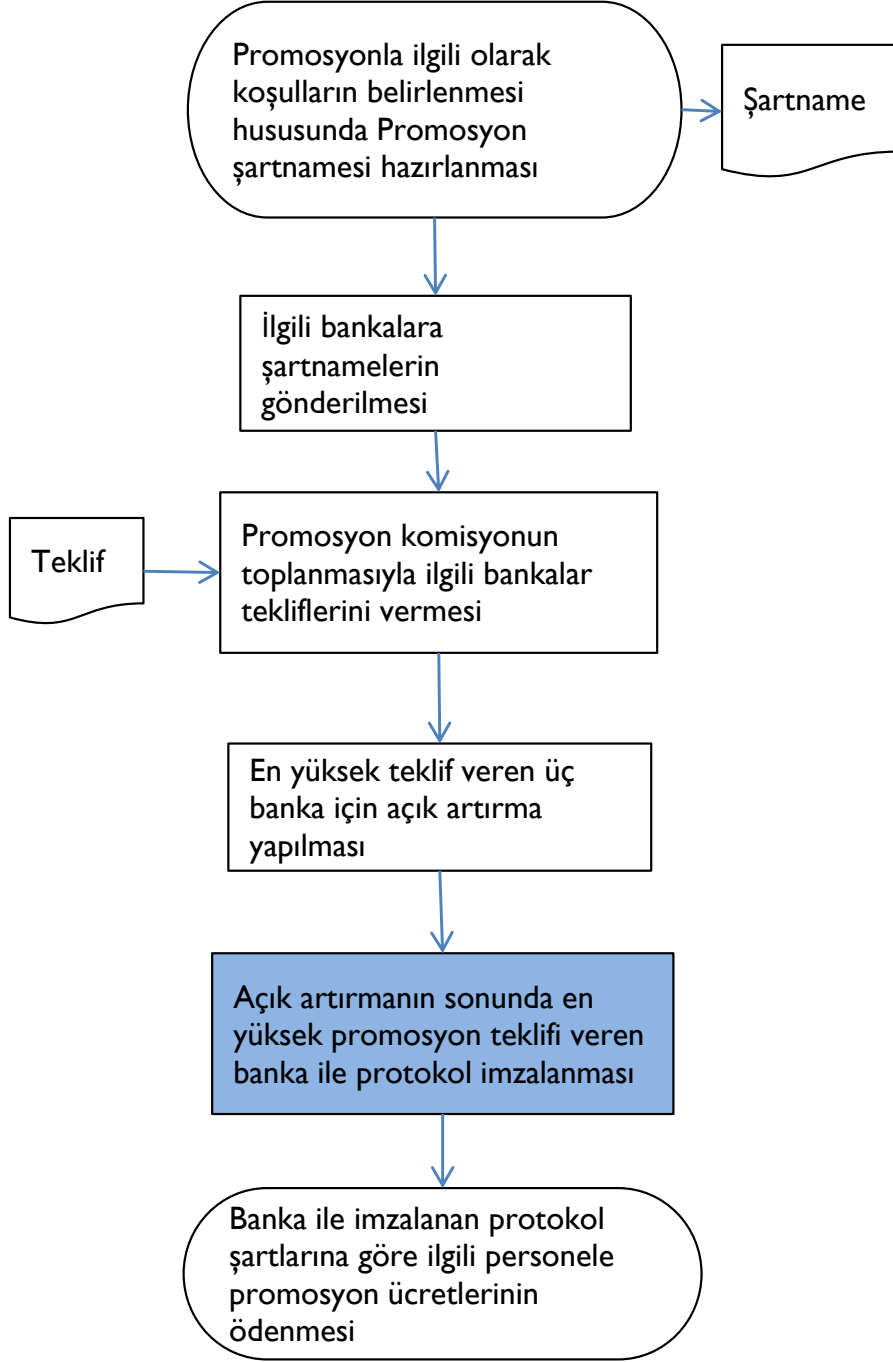 Promosyonla ilgili olarak
koşulların belirlenmesi
hususunda Promosyon
şartnamesi hazırlanması
Şartname
İlgili bankalara
şartnamelerin
gönderilmesi
Teklif
Promosyon komisyonun
toplanmasıyla ilgili bankalar
tekliflerini vermesi
En yüksek teklif veren üç
banka için açık artırma
yapılması
Açık artırmanın sonunda en
yüksek promosyon teklifi veren
banka ile protokol imzalanması
Banka ile imzalanan protokol
şartlarına göre ilgili personele
promosyon ücretlerinin
ödenmesi